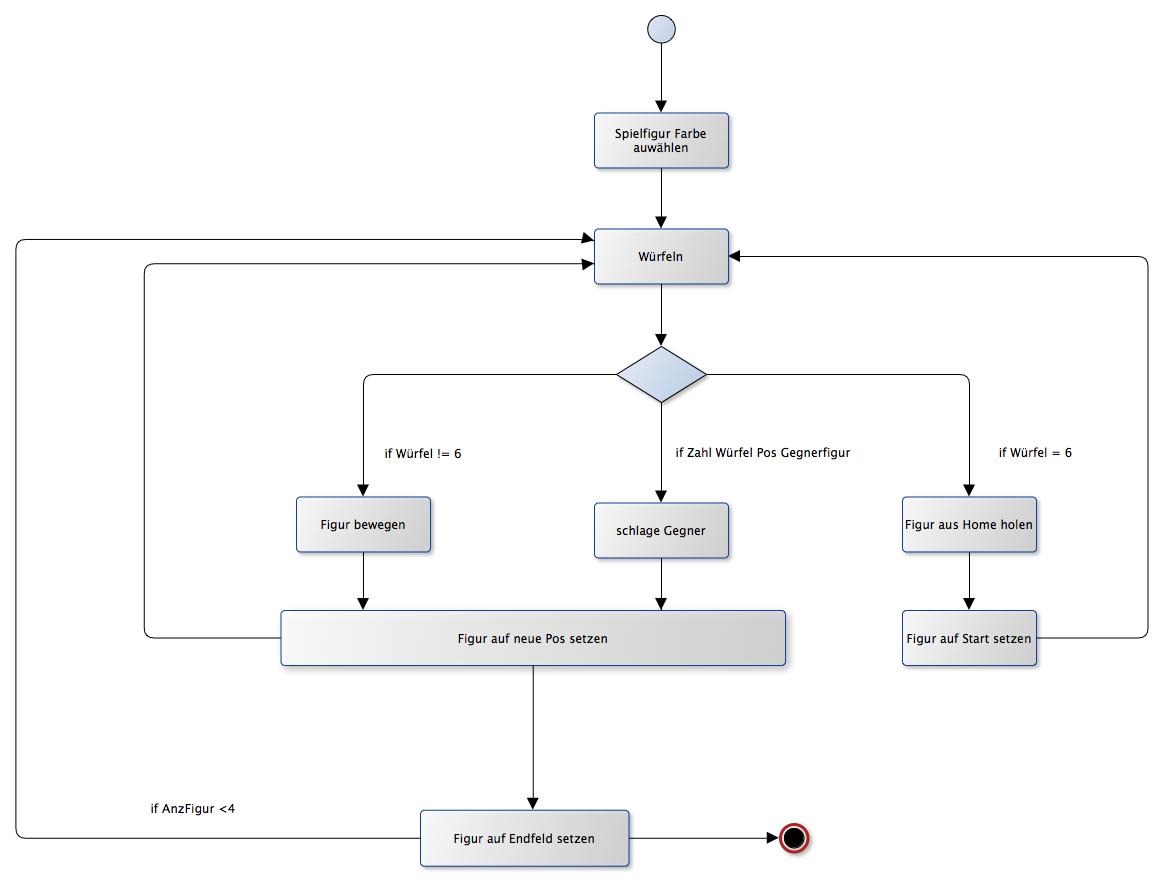 Spielfigur Farbe
auwählen
Würfeln
if Würfel != 6
if Zahl Würfel Pos Gegnerfigur
if Würfel = 6
Figur bewegen
schlage Gegner
Figur aus Home holen
Figur auf neue Pos setzen
Figur auf Start setzen
if AnzFigur <4
Figur auf Endfeld setzen